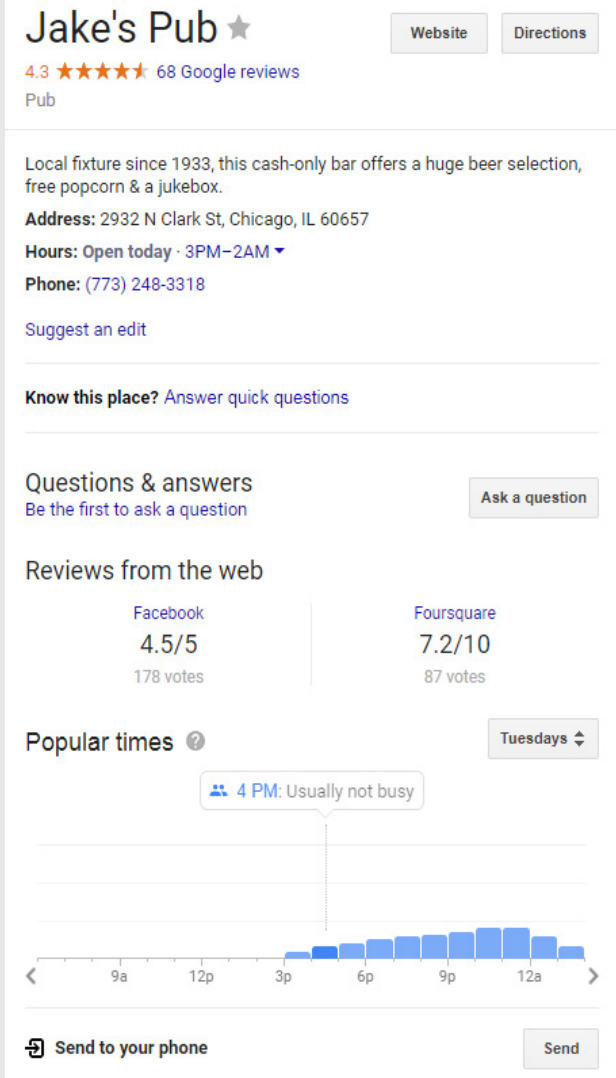 Jake's Pub
Website
Directions
4.3 68 Google reviews
Pub
Local fixture since 1933, this cash-only bar offers a huge beer selection,
free popcorn & a jukebox.
Address: 2932 N Clark St, Chicago, IL 60657
Hours: Open today · 3PM–2AM
Phone: (773) 248-3318
Suggest an edit
Know this place? Answer quick questions
Questions & answers
Be the first to ask a question
Ask a question
Reviews from the web
Facebook
4.5/5
178 votes
Foursquare
7.2/10
87 votes
Popular times ?
Tuesdays
4 PM: Usually not busy
9a 12p 3p 6p 9p 12a
Send to your phone
Send